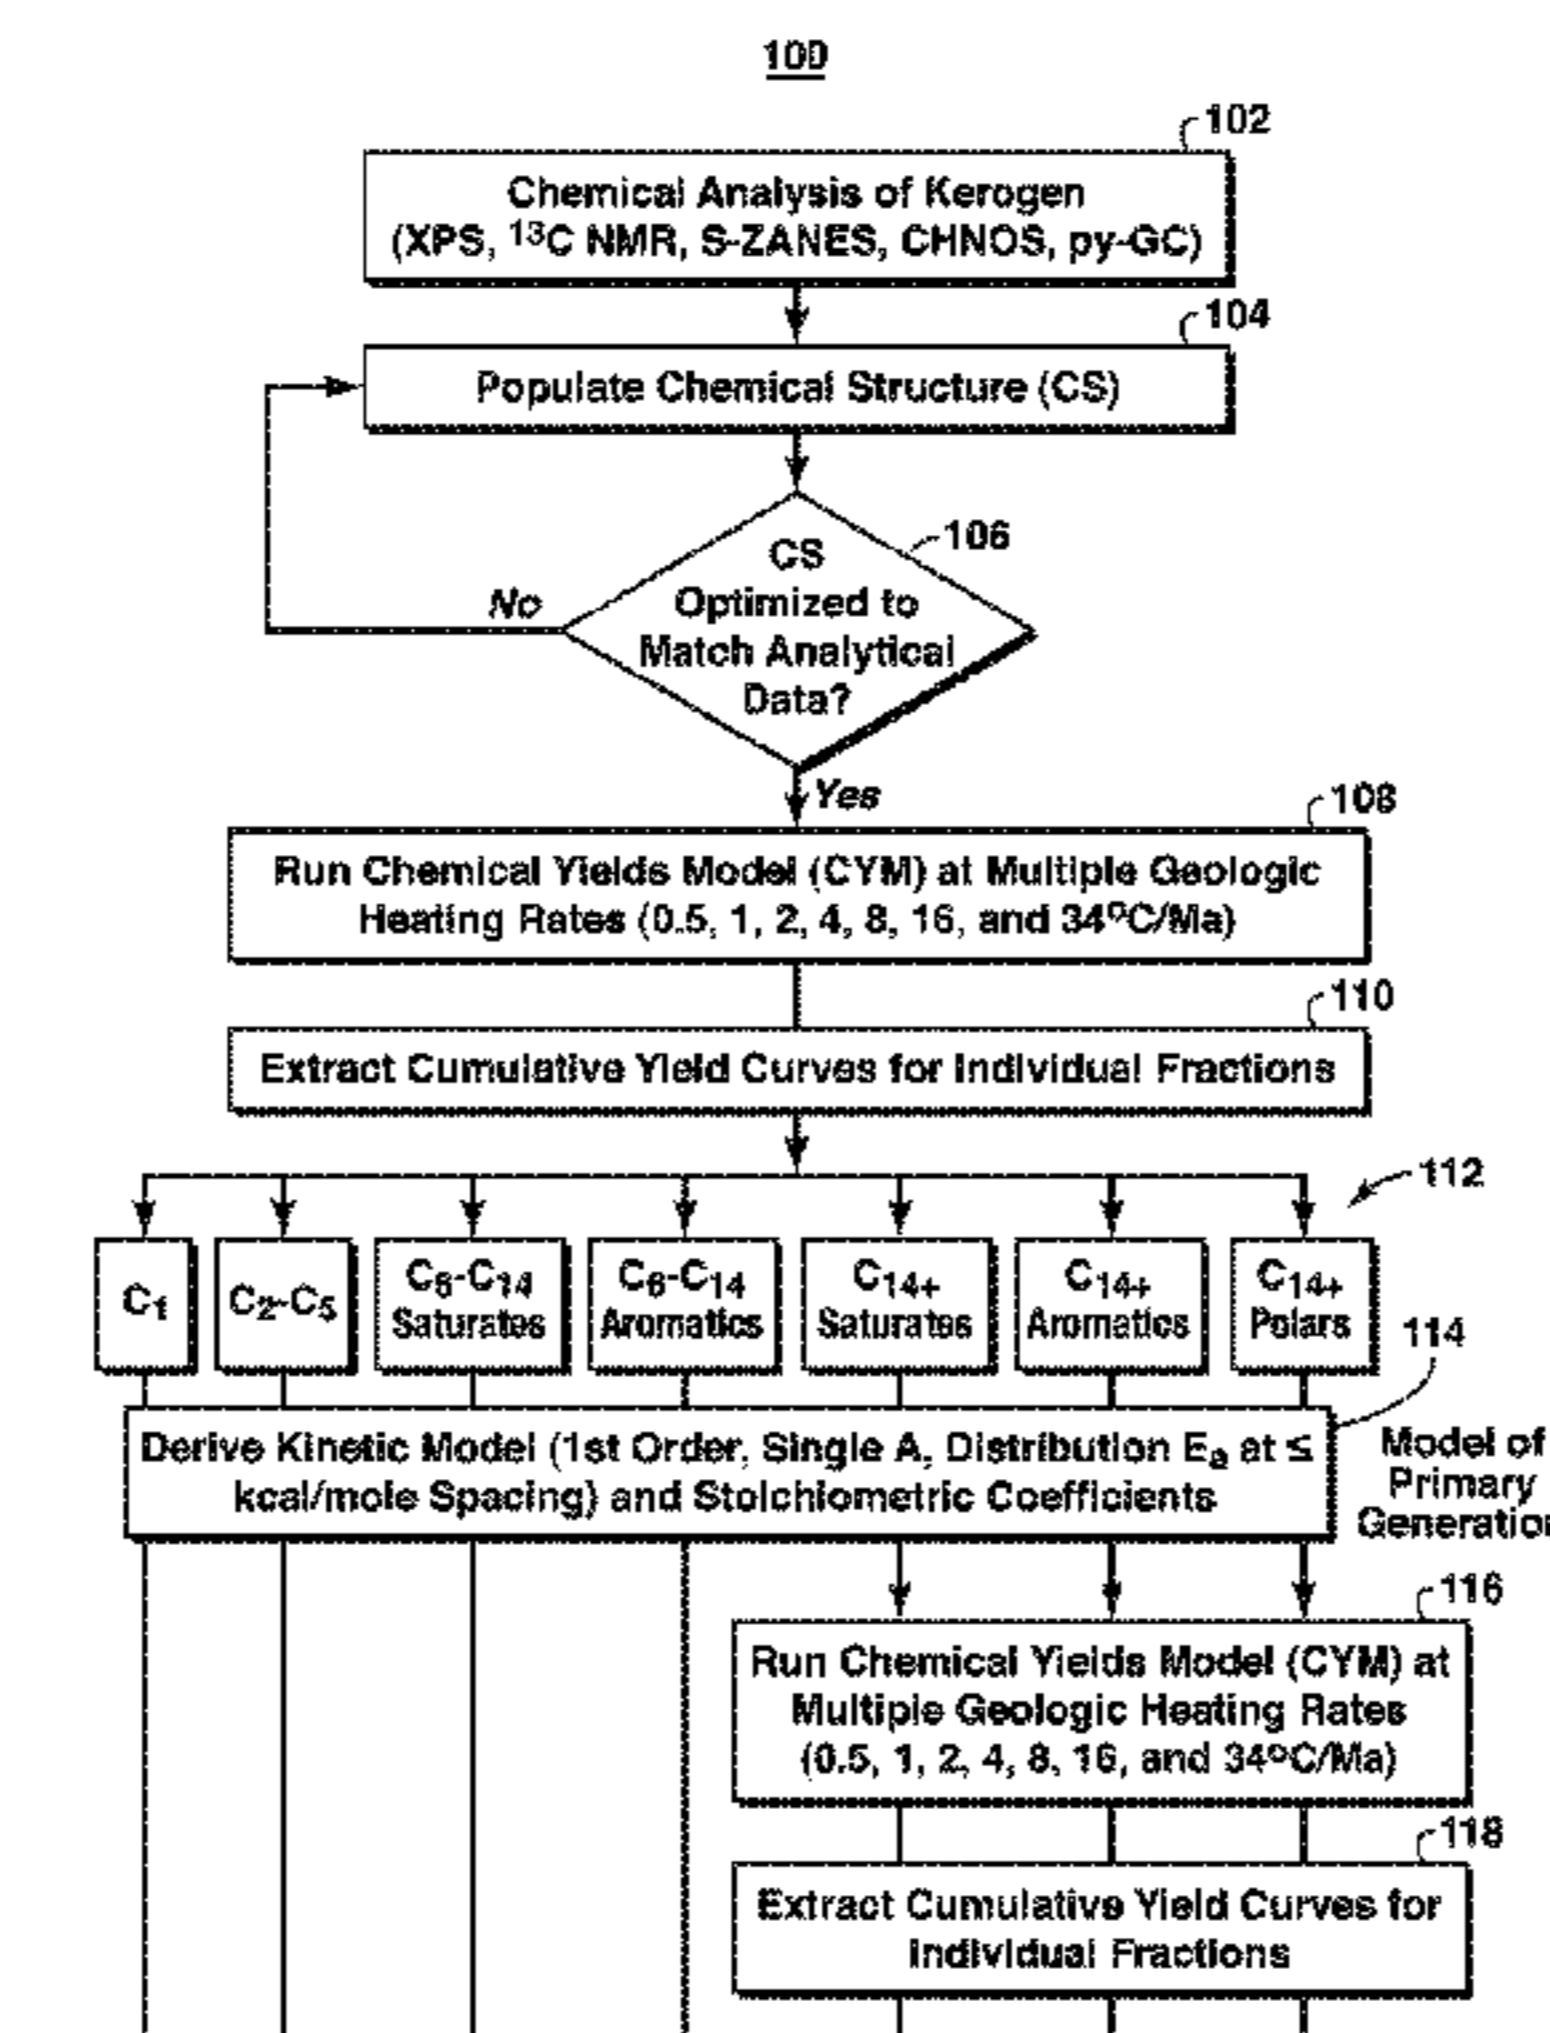 100
102
Chemical Analysis of Kerogen
(XPS, ¹³C NMR, S-ZANES, CHNOS, py-GC)
104
Populate Chemical Structure (CS)
106
CS
Optimized to
Match Analytical
Data?
No
Yes
108
Run Chemical Yields Model (CYM) at Multiple Geologic
Heating Rates (0.5, 1, 2, 4, 8, 16, and 34°C/Ma)
110
Extract Cumulative Yield Curves for Individual Fractions
112
C₁
C₂-C₅
C₆-C₁₄
Saturates
C₆-C₁₄
Aromatics
C₁₄₊
Saturates
C₁₄₊
Aromatics
C₁₄₊
Polars
114
Derive Kinetic Model (1st Order, Single A, Distribution Eₐ at ≤
kcal/mole Spacing) and Stoichiometric Coefficients
Model of
Primary
Generation
116
Run Chemical Yields Model (CYM) at
Multiple Geologic Heating Rates
(0.5, 1, 2, 4, 8, 16, and 34°C/Ma)
118
Extract Cumulative Yield Curves for
Individual Fractions